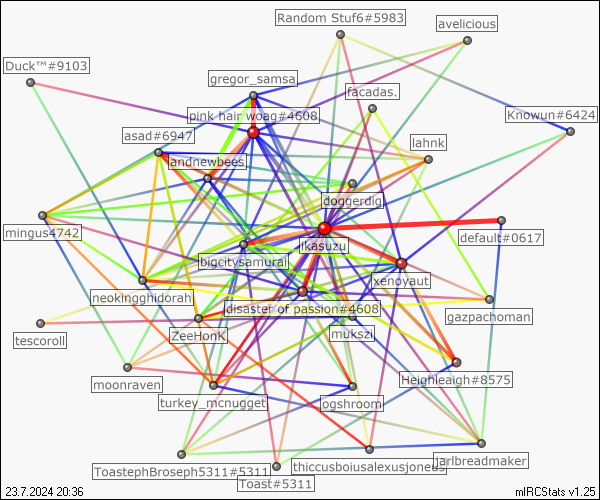 Random Stuf6#5983
avelicious
Duck™#9103
gregor_samsa
facadas.
pink hair woag#4608
Knowun#6424
asad#6947
lahnk
landnewbees
doggerdig
mingus4742
default#0617
ikasuzu
bigcitysamurai
xenoyaut
neokingghidorah
disaster of passion#4608
gazpachoman
tescoroll
ZeeHonk
mukszi
moonraven
Heighleaigh#8575
turkey_mcnugget
ogshroom
jarlbreadmaker
ToastephBroseph5311#5311
thiccusboiusalexusjoneus
Toast#5311
23.7.2024 20:36
mIRCStats v1.25